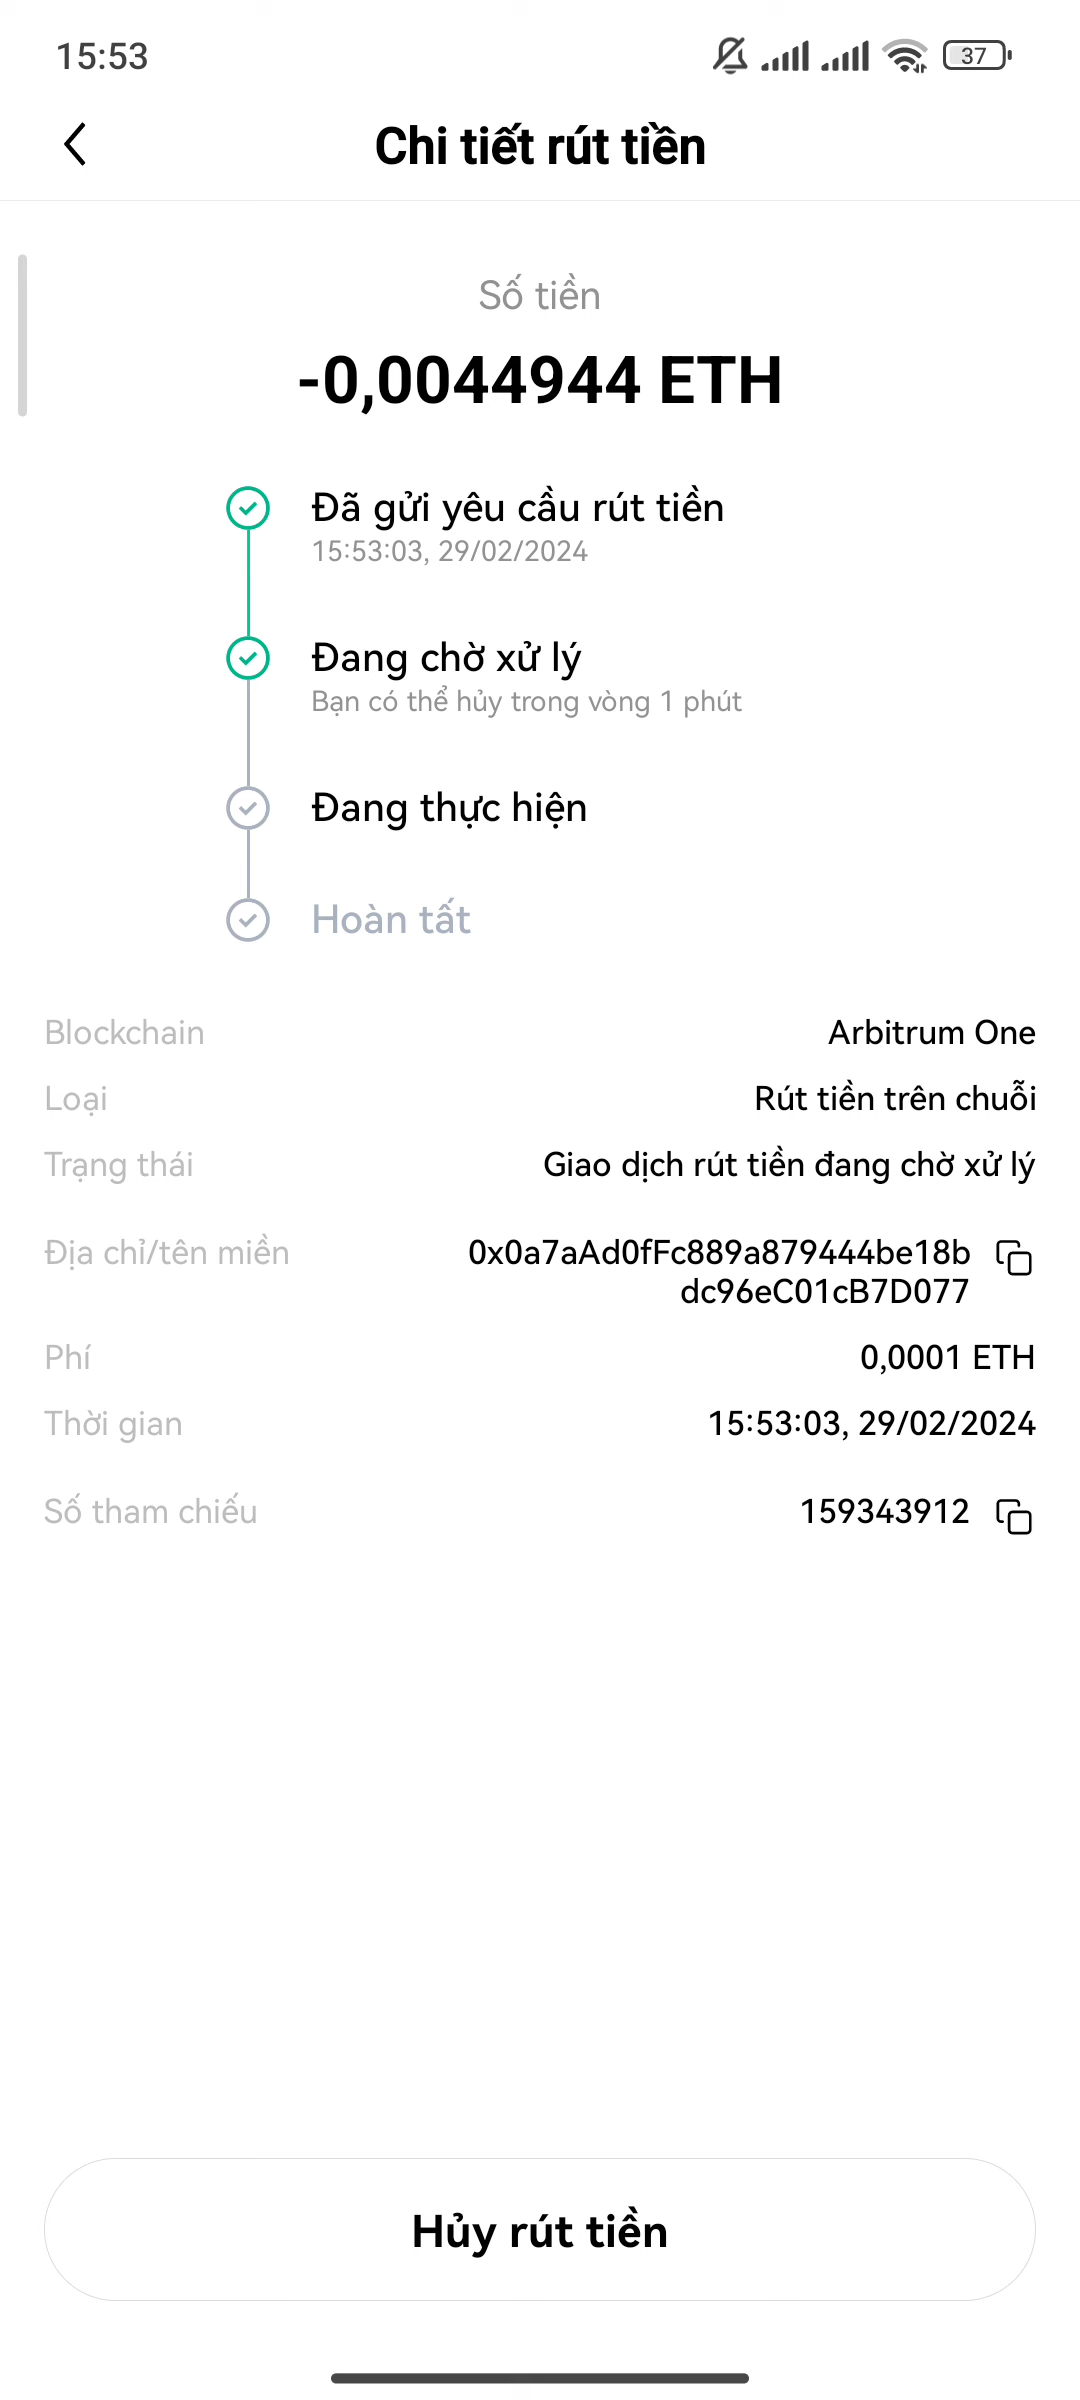 15:53
37
Chi tiết rút tiền
Số tiền
-0,0044944 ETH
Đã gửi yêu cầu rút tiền
15:53:03, 29/02/2024
Đang chờ xử lý
Bạn có thể hủy trong vòng 1 phút
Đang thực hiện
Hoàn tất
Blockchain Arbitrum One
Loại Rút tiền trên chuỗi
Trạng thái Giao dịch rút tiền đang chờ xử lý
Địa chỉ/tên miền 0x0a7aAd0fFc889a879444be18b
dc96eC01cB7D077
Phí 0,0001 ETH
Thời gian 15:53:03, 29/02/2024
Số tham chiếu 159343912
Hủy rút tiền